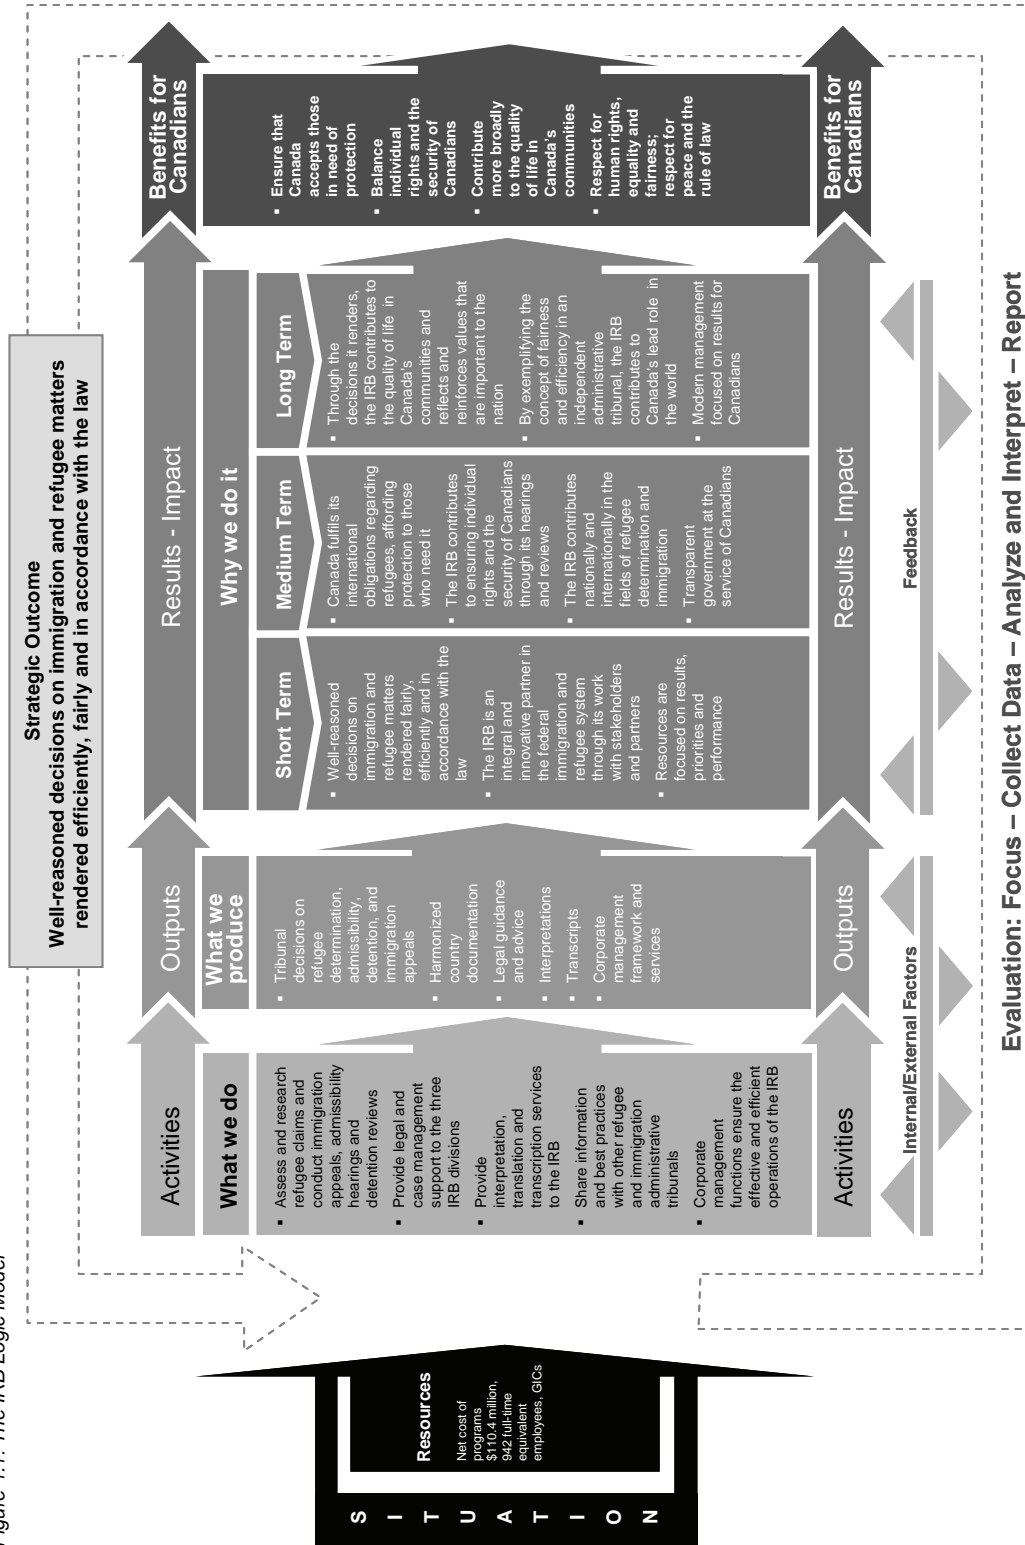 Figure 1.1: The IRB Logic Model
Strategic Outcome
Well-reasoned decisions on immigration and refugee matters
rendered efficiently, fairly and in accordance with the law
S
I
T
U
A
T
I
O
N
Resources
Net cost of
programs
$110.4 million,
942 full-time
equivalent
employees, GICs
Activities
What we do
▪ Assess and research
refugee claims and
conduct immigration
appeals, admissibility
hearings and
detention reviews
▪ Provide legal and
case management
support to the three
IRB divisions
▪ Provide
interpretation,
translation and
transcription services
to the IRB
▪ Share information
and best practices
with other refugee
and immigration
administrative
tribunals
▪ Corporate
management
functions ensure the
effective and efficient
operations of the IRB
Activities
Outputs
What we
produce
▪ Tribunal
decisions on
refugee
determination,
admissibility,
detention, and
immigration
appeals
▪ Harmonized
country
documentation
▪ Legal guidance
and advice
▪ Interpretations
▪ Transcripts
▪ Corporate
management
framework and
services
Outputs
Results - Impact
Why we do it
Short Term
▪ Well-reasoned
decisions on
immigration and
refugee matters
rendered fairly,
efficiently and in
accordance with the
law
▪ The IRB is an
integral and
innovative partner in
the federal
immigration and
refugee system
through its work
with stakeholders
and partners
▪ Resources are
focused on results,
priorities and
performance
Medium Term
▪ Canada fulfils its
international
obligations regarding
refugees, affording
protection to those
who need it
▪ The IRB contributes
to ensuring individual
rights and the
security of Canadians
through its hearings
and reviews
▪ The IRB contributes
nationally and
internationally in the
fields of refugee
determination and
immigration
▪ Transparent
government at the
service of Canadians
Long Term
▪ Through the
decisions it renders,
the IRB contributes to
the quality of life in
Canada's
communities and
reflects and
reinforces values that
are important to the
nation
▪ By exemplifying the
concept of fairness
and efficiency in an
independent
administrative
tribunal, the IRB
contributes to
Canada's lead role in
the world
▪ Modern management
focused on results for
Canadians
Results - Impact
Benefits for
Canadians
▪ Ensure that
Canada
accepts those
in need of
protection
▪ Balance
individual
rights and the
security of
Canadians
▪ Contribute
more broadly
to the quality
of life in
Canada's
communities
▪ Respect for
human rights,
equality and
fairness;
respect for
peace and the
rule of law
Benefits for
Canadians
Internal/External Factors
Feedback
Evaluation: Focus – Collect Data – Analyze and Interpret – Report